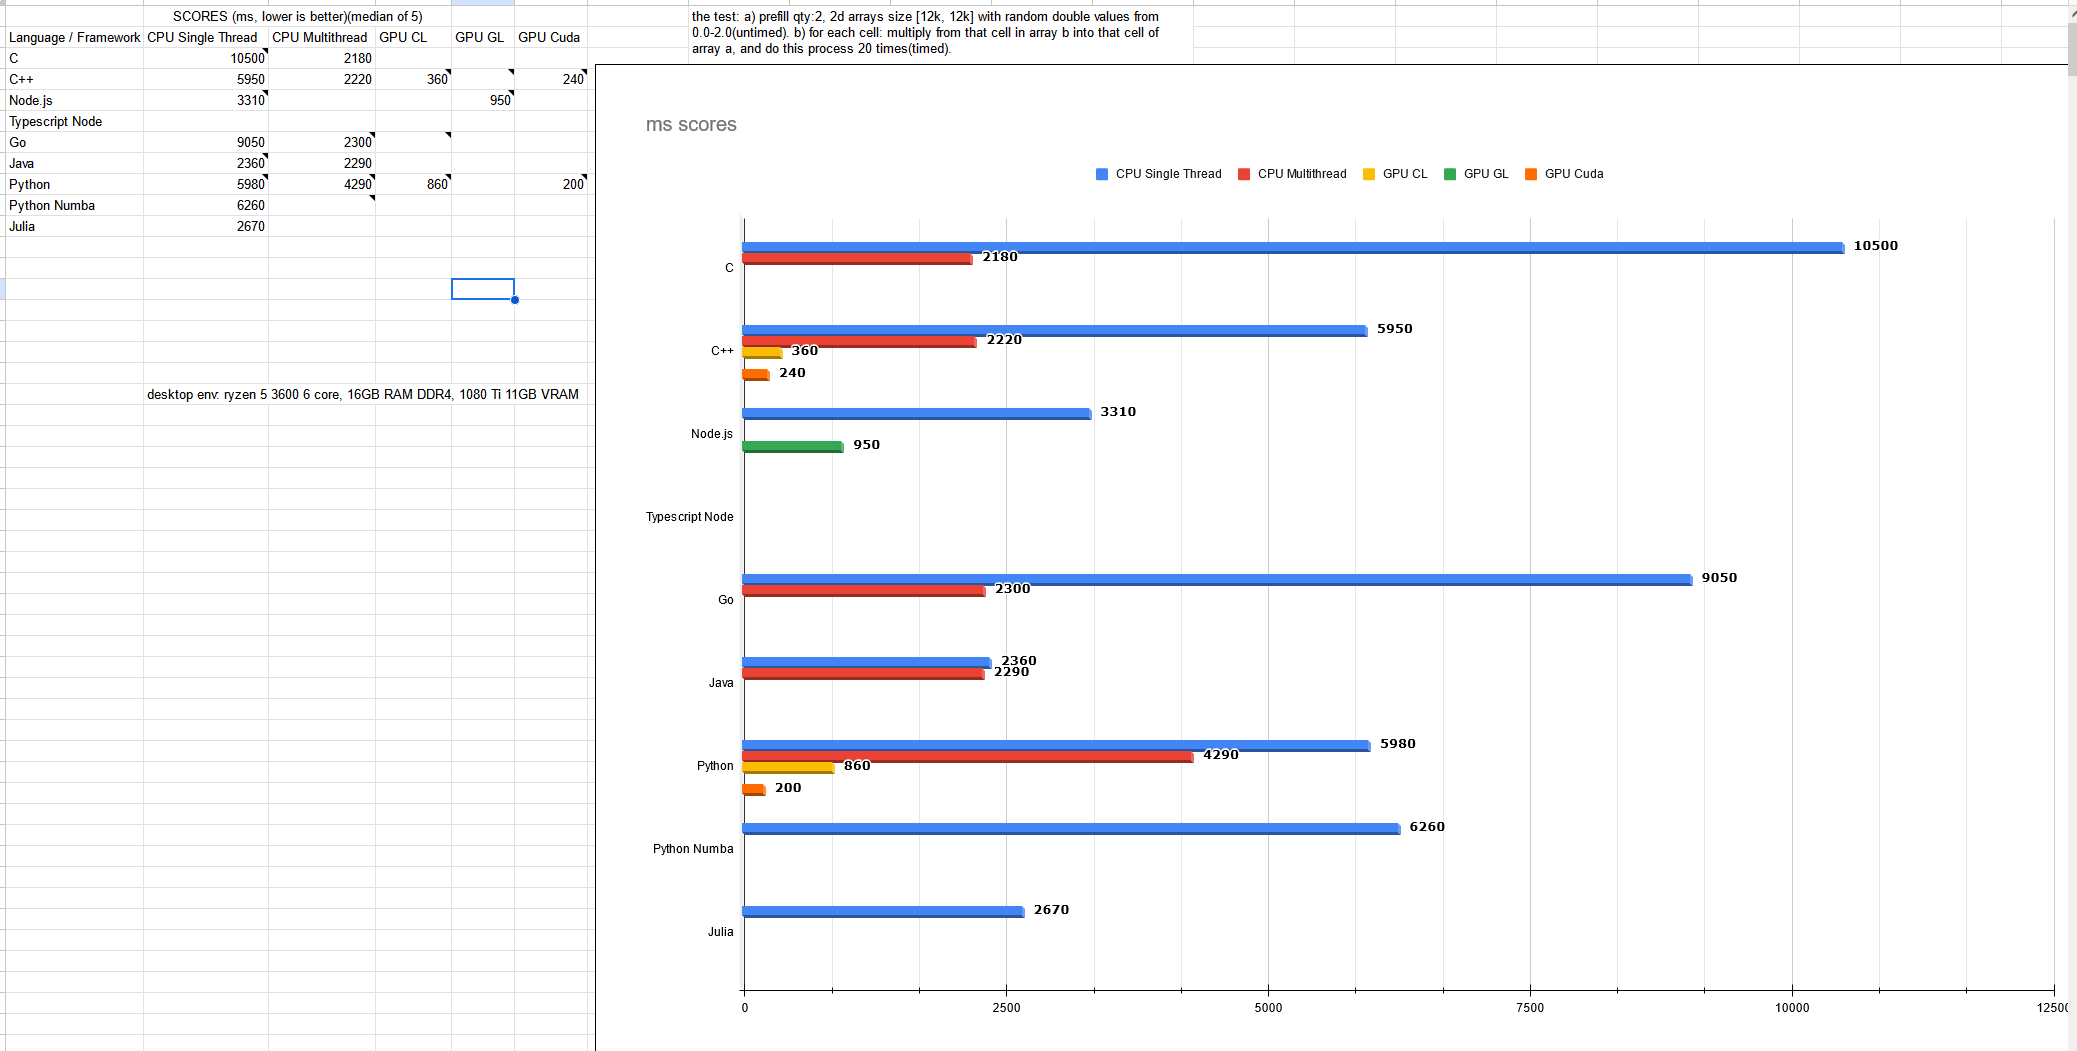 SCORES (ms, lower is better)(median of 5)
Language / Framework CPU Single Thread CPU Multithread GPU CL GPU GL GPU Cuda
C 10500 2180
C++ 5950 2220 360 240
Node.js 3310 950
Typescript Node
Go 9050 2300
Java 2360 2290
Python 5980 4290 860 200
Python Numba 6260
Julia 2670
desktop env: ryzen 5 3600 6 core, 16GB RAM DDR4, 1080 Ti 11GB VRAM
the test: a) prefill qty:2, 2d arrays size [12k, 12k] with random double values from
0.0-2.0(untimed). b) for each cell: multiply from that cell in array b into that cell of
array a, and do this process 20 times(timed).
ms scores
CPU Single Thread CPU Multithread GPU CL GPU GL GPU Cuda
10500
2180
C
5950
2220
C++ 360
240
3310
Node.js
950
Typescript Node
9050
2300
Go
2360
2290
Java
5980
4290
Python 860
200
6260
Python Numba
2670
Julia
0 2500 5000 7500 10000 12500